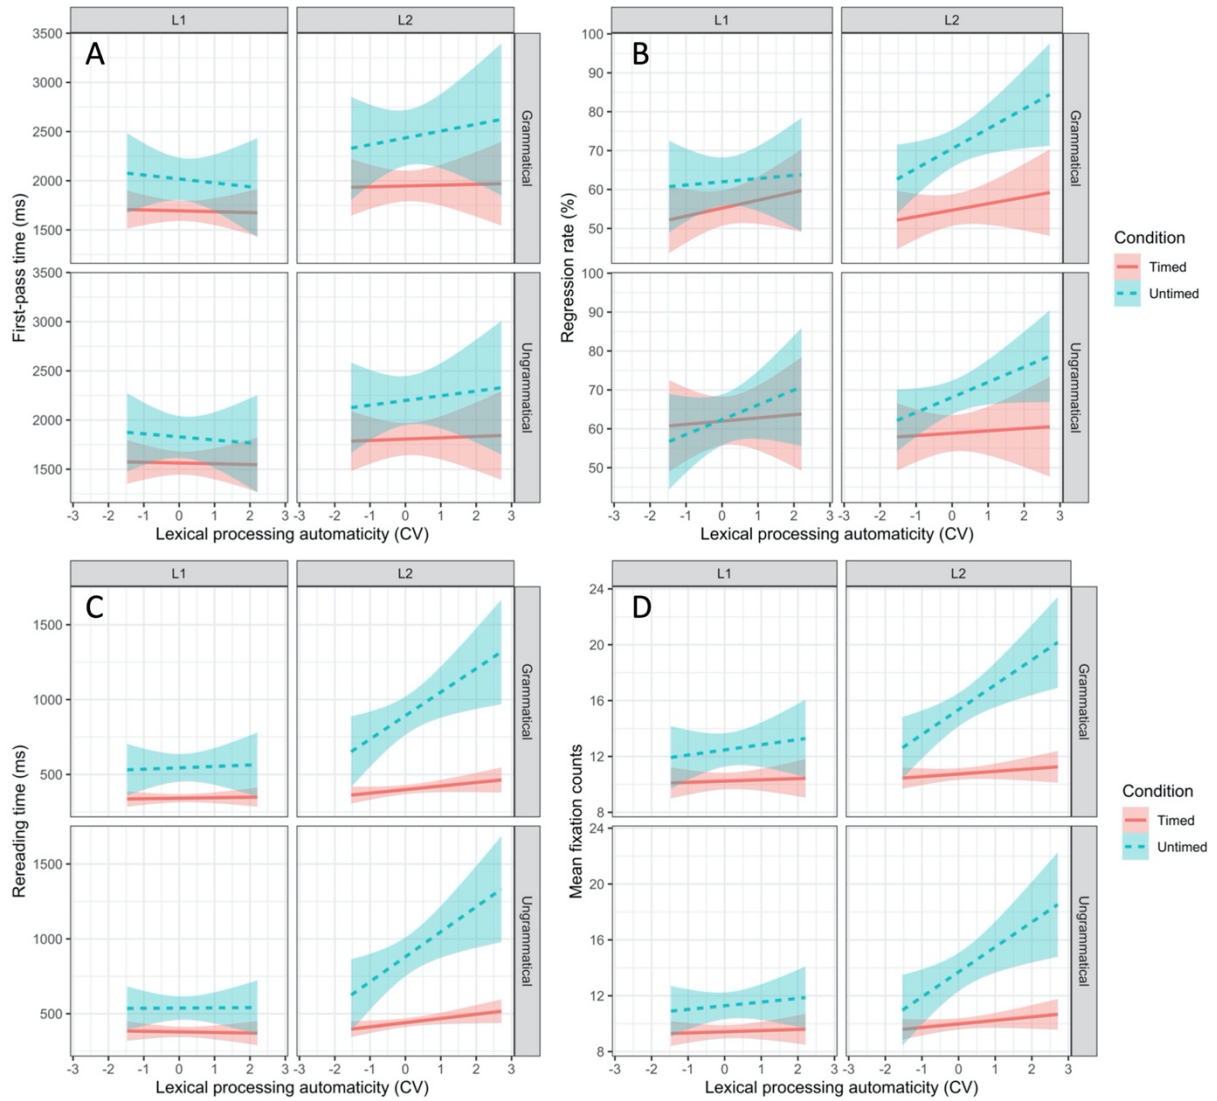 L1 L2
A
3500
3000
2500
2000
1500
Grammatical
First-pass time (ms)
3500
3000
2500
2000
1500
Ungrammatical
-3 -2 -1 0 1 2 3 -3 -2 -1 0 1 2 3
Lexical processing automaticity (CV)
L1 L2
B
100
90
80
70
60
50
Grammatical
Regression rate (%)
100
90
80
70
60
50
Ungrammatical
-3 -2 -1 0 1 2 3 -3 -2 -1 0 1 2 3
Lexical processing automaticity (CV)
Condition
Timed
Untimed
L1 L2
C
1500
1000
500
Grammatical
Rereading time (ms)
1500
1000
500
Ungrammatical
-3 -2 -1 0 1 2 3 -3 -2 -1 0 1 2 3
Lexical processing automaticity (CV)
L1 L2
D
24
20
16
12
8
Grammatical
Mean fixation counts
24
20
16
12
8
Ungrammatical
-3 -2 -1 0 1 2 3 -3 -2 -1 0 1 2 3
Lexical processing automaticity (CV)
Condition
Timed
Untimed